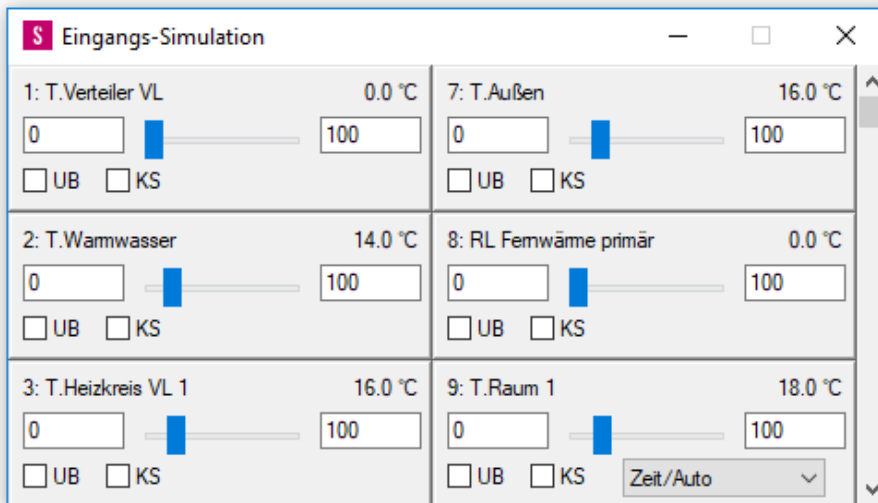 S Eingangs-Simulation
1: T.Verteiler VL 0.0 °C
0 100
UB KS
7: T.Außen 16.0 °C
0 100
UB KS
2: T.Warmwasser 14.0 °C
0 100
UB KS
8: RL Fernwärme primär 0.0 °C
0 100
UB KS
3: T.Heizkreis VL 1 16.0 °C
0 100
UB KS
9: T.Raum 1 18.0 °C
0 100
UB KS Zeit/Auto